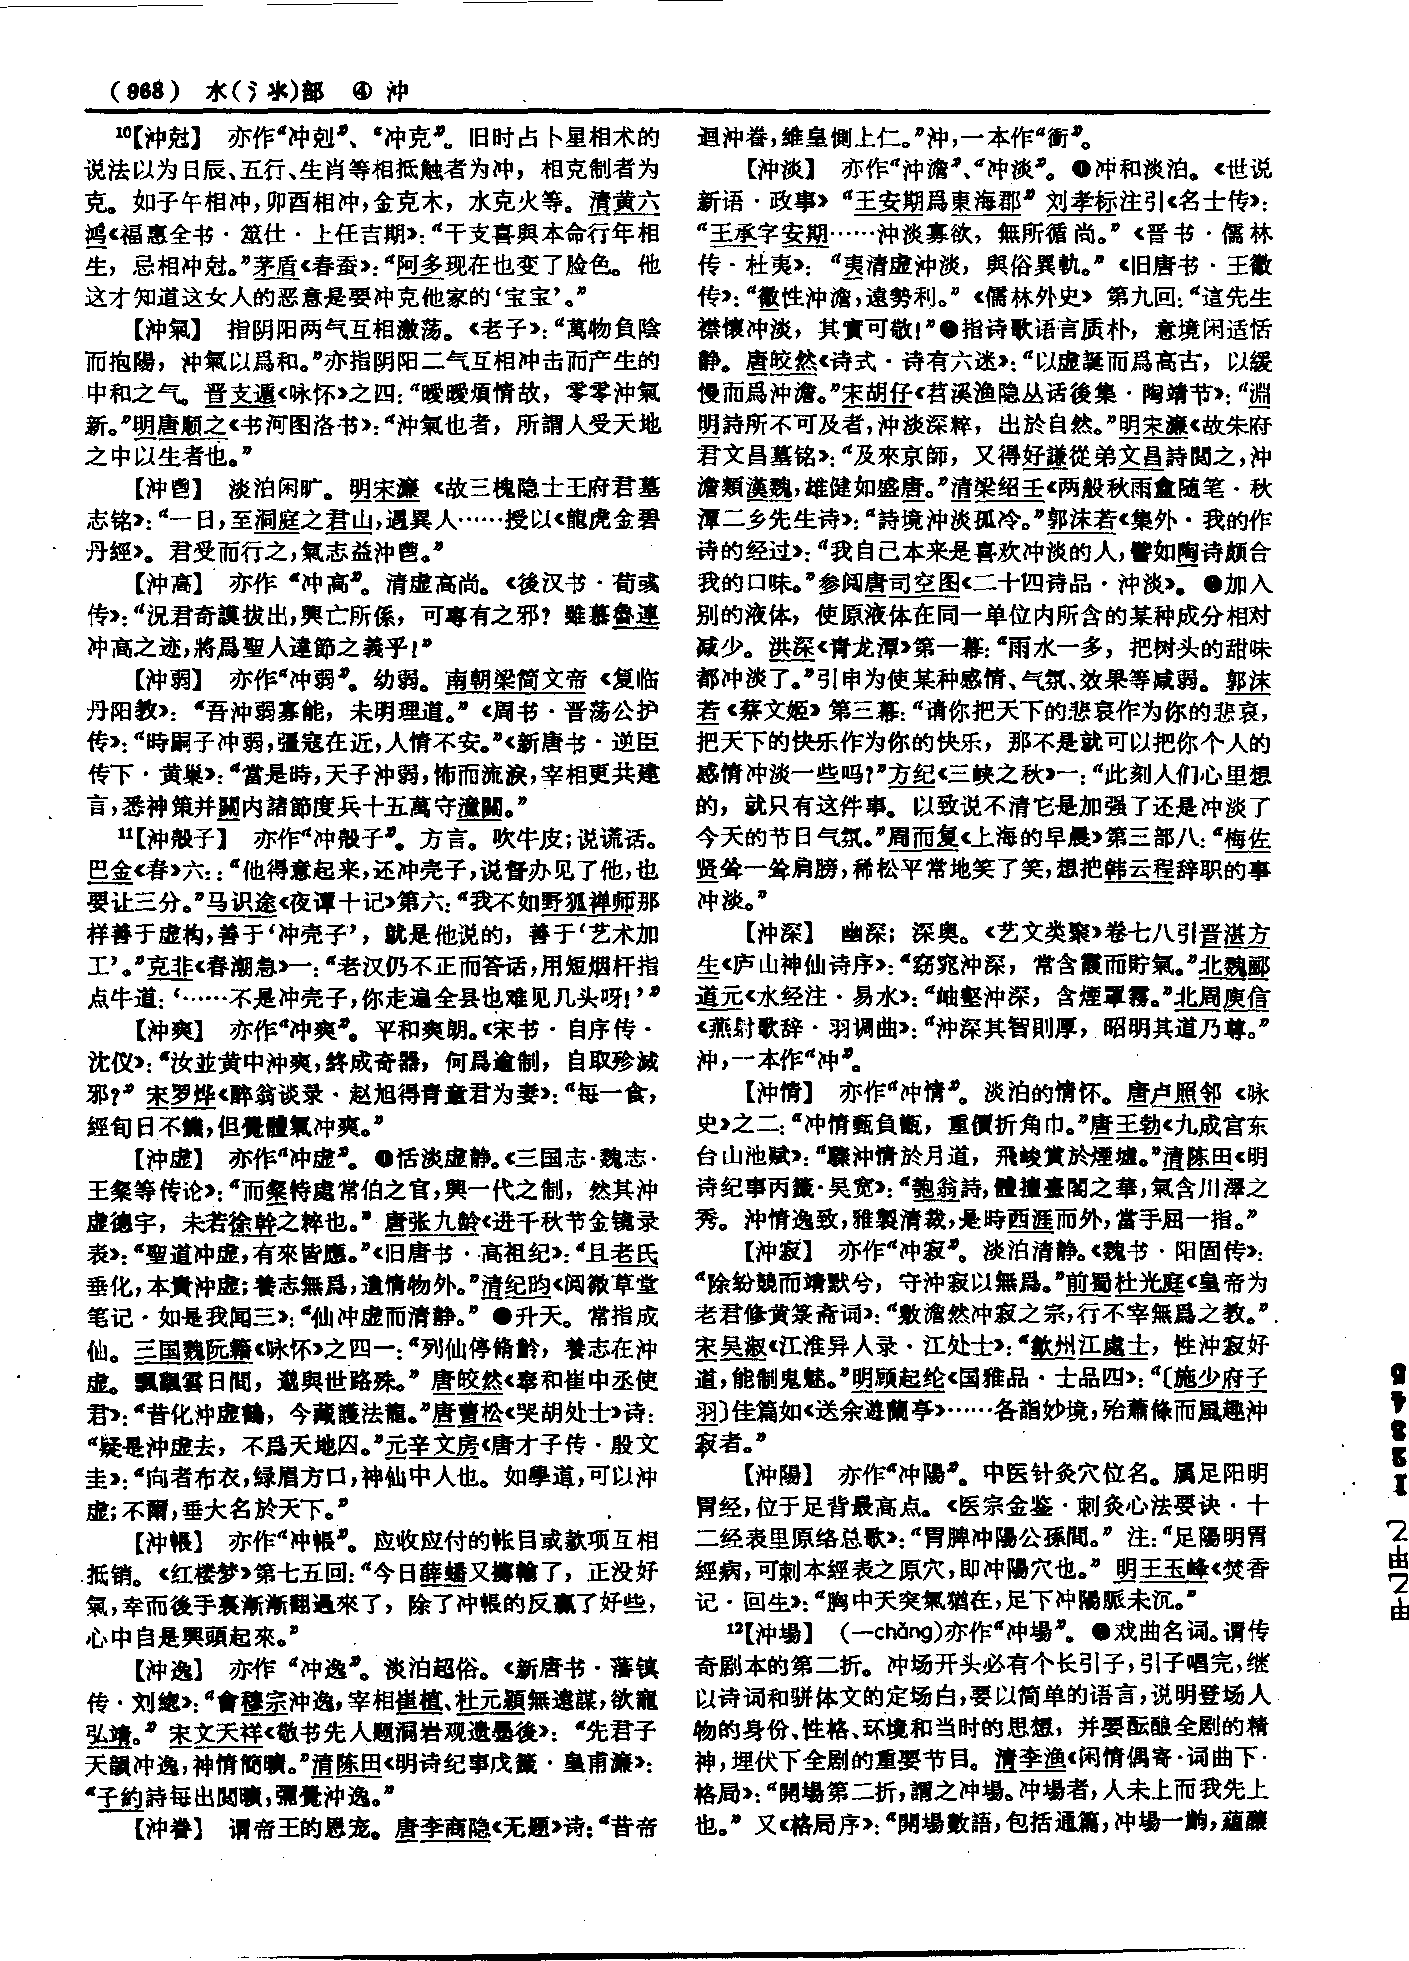 (968) 水(氵氺)部 ④ 沖
10【沖尅】 亦作“冲剋”、“冲克”。旧时占卜星相术的
说法以为日辰、五行、生肖等相抵触者为冲，相克制者为
克。如子午相冲，卯酉相冲，金克木，水克火等。清黄六
鸿《福惠全书·筮仕·上任吉期》：“干支喜與本命行年相
生，忌相冲尅。”茅盾《春蚕》：“阿多现在也变了脸色。他
这才知道这女人的恶意是要冲克他家的‘宝宝’。”
【沖氣】 指阴阳两气互相激荡。《老子》：“萬物負陰
而抱陽，沖氣以爲和。”亦指阴阳二气互相冲击而产生的
中和之气。晋支遁《咏怀》之四：“曖曖煩情故，零零沖氣
新。”明唐顺之《书河图洛书》：“沖氣也者，所謂人受天地
之中以生者也。”
【沖鬯】 淡泊闲旷。明宋濂《故三槐隐士王府君墓
志铭》：“一日，至洞庭之君山，遇異人……授以《龍虎金碧
丹經》。君受而行之，氣志益沖鬯。”
【沖高】 亦作“冲高”。清虚高尚。《後汉书·荀彧
传》：“況君奇謨拔出，興亡所係，可專有之邪？雖慕魯連
冲高之迹，將爲聖人達節之義乎！”
【沖弱】 亦作“冲弱”。幼弱。南朝梁简文帝《复临
丹阳教》：“吾沖弱寡能，未明理道。”《周书·晋荡公护
传》：“時嗣子冲弱，彊寇在近，人情不安。”《新唐书·逆臣
传下·黄巢》：“當是時，天子沖弱，怖而流淚，宰相更共建
言，悉神策并關内諸節度兵十五萬守潼關。”
11【沖殼子】 亦作“冲殼子”。方言。吹牛皮；说谎话。
巴金《春》六：：“他得意起来，还冲壳子，说督办见了他，也
要让三分。”马识途《夜谭十记》第六：“我不如野狐禅师那
样善于虚构，善于‘冲壳子’，就是他说的，善于‘艺术加
工’。”克非《春潮急》一：“老汉仍不正而答话，用短烟杆指
点牛道：‘……不是冲壳子，你走遍全县也难见几头呀！’”
【沖爽】 亦作“冲爽”。平和爽朗。《宋书·自序传·
沈仪》：“汝並黄中沖爽，終成奇器，何爲逾制，自取殄滅
邪？”宋罗烨《醉翁谈录·赵旭得青童君为妻》：“每一食，
經旬日不饑，但覺體氣冲爽。”
【沖虚】 亦作“冲虚”。❶恬淡虚静。《三国志·魏志·
王粲等传论》：“而粲特處常伯之官，興一代之制，然其沖
虚德宇，未若徐幹之粹也。”唐张九龄《进千秋节金镜录
表》：“聖道冲虚，有來皆應。”《旧唐书·高祖纪》：“且老氏
垂化，本貴沖虚；養志無爲，遺情物外。”清纪昀《阅微草堂
笔记·如是我闻三》：“仙冲虚而清静。”❷升天。常指成
仙。三国魏阮籍《咏怀》之四一：“列仙停脩齡，養志在沖
虚。飄颻雲日間，邈與世路殊。”唐皎然《奉和崔中丞使
君》：“昔化冲虚鶴，今藏護法龍。”唐曹松《哭胡处士》诗：
“疑是沖虚去，不爲天地囚。”元辛文房《唐才子传·殷文
圭》：“向者布衣，緑眉方口，神仙中人也。如學道，可以沖
虚；不爾，垂大名於天下。”
【沖帳】 亦作“冲帳”。应收应付的帐目或款项互相
抵销。《红楼梦》第七五回：“今日薛蟠又擲輸了，正没好
氣，幸而後手裏漸漸翻過來了，除了冲帳的反贏了好些，
心中自是興頭起來。”
【沖逸】 亦作“冲逸”。淡泊超俗。《新唐书·藩镇
传·刘總》：“會穆宗沖逸，宰相崔植、杜元穎無遠謀，欲寵
弘靖。”宋文天祥《敬书先人题洞岩观遗墨後》：“先君子
天韻冲逸，神情簡曠。”清陈田《明诗纪事戊籤·皇甫濂》：
“子約詩每出閒曠，彌覺沖逸。”
【沖眷】 谓帝王的恩宠。唐李商隐《无题》诗：“昔帝
迴沖眷，維皇惻上仁。”沖，一本作“衝”。
【沖淡】 亦作“沖澹”、“冲淡”。❶冲和淡泊。《世说
新语·政事》“王安期爲東海郡”刘孝标注引《名士传》：
“王承字安期……沖淡寡欲，無所循尚。”《晋书·儒林
传·杜夷》：“夷清虚沖淡，與俗異軌。”《旧唐书·王徽
传》：“徽性沖澹，遠勢利。”《儒林外史》第九回：“這先生
襟懷冲淡，其實可敬！”❷指诗歌语言质朴，意境闲适恬
静。唐皎然《诗式·诗有六迷》：“以虚誕而爲高古，以緩
慢而爲沖澹。”宋胡仔《苕溪渔隐丛话後集·陶靖节》：“淵
明詩所不可及者，冲淡深粹，出於自然。”明宋濂《故朱府
君文昌墓铭》：“及來京師，又得好謙從弟文昌詩閲之，沖
澹類漢魏，雄健如盛唐。”清梁绍壬《两般秋雨盦随笔·秋
潭二乡先生诗》：“詩境沖淡孤冷。”郭沫若《集外·我的作
诗的经过》：“我自己本来是喜欢冲淡的人，譬如陶诗颇合
我的口味。”参阅唐司空图《二十四诗品·沖淡》。❸加入
别的液体，使原液体在同一单位内所含的某种成分相对
减少。洪深《青龙潭》第一幕：“雨水一多，把树头的甜味
都冲淡了。”引申为使某种感情、气氛、效果等减弱。郭沫
若《蔡文姬》第三幕：“请你把天下的悲哀作为你的悲哀，
把天下的快乐作为你的快乐，那不是就可以把你个人的
感情冲淡一些吗？”方纪《三峡之秋》一：“此刻人们心里想
的，就只有这件事。以致说不清它是加强了还是冲淡了
今天的节日气氛。”周而复《上海的早晨》第三部八：“梅佐
贤耸一耸肩膀，稀松平常地笑了笑，想把韩云程辞职的事
冲淡。”
【沖深】 幽深；深奥。《艺文类聚》卷七八引晋湛方
生《庐山神仙诗序》：“窈窕沖深，常含霞而貯氣。”北魏郦
道元《水经注·易水》：“岫壑沖深，含煙罩霧。”北周庾信
《燕射歌辞·羽调曲》：“沖深其智則厚，昭明其道乃尊。”
沖，一本作“冲”。
【沖情】 亦作“冲情”。淡泊的情怀。唐卢照邻《咏
史》之二：“冲情甄負甑，重價折角巾。”唐王勃《九成宫东
台山池赋》：“驟沖情於月道，飛峻賞於煙墟。”清陈田《明
诗纪事丙籤·吴宽》：“匏翁詩，體擅臺閣之華，氣含川澤之
秀。沖情逸致，雅製清裁，是時西涯而外，當手屈一指。”
【沖寂】 亦作“冲寂”。淡泊清静。《魏书·阳固传》：
“除紛競而靖默兮，守沖寂以無爲。”前蜀杜光庭《皇帝为
老君修黄箓斋词》：“敷澹然冲寂之宗，行不宰無爲之教。”
宋吴淑《江淮异人录·江处士》：“歙州江處士，性沖寂好
道，能制鬼魅。”明顾起纶《国雅品·士品四》：“〔施少府子
羽〕佳篇如《送余遊蘭亭》……各詣妙境，殆蕭條而風趣沖
寂者。”
【沖陽】 亦作“冲陽”。中医针灸穴位名。属足阳明
胃经，位于足背最高点。《医宗金鉴·刺灸心法要诀·十
二经表里原络总歌》：“胃脾冲陽公孫間。”注：“足陽明胃
經病，可刺本經表之原穴，即冲陽穴也。”明王玉峰《焚香
记·回生》：“胸中天突氣猶在，足下冲陽脈未沉。”
12【沖場】 (—chǎng)亦作“冲場”。❶戏曲名词。谓传
奇剧本的第二折。冲场开头必有个长引子，引子唱完，继
以诗词和骈体文的定场白，要以简单的语言，说明登场人
物的身份、性格、环境和当时的思想，并要酝酿全剧的精
神，埋伏下全剧的重要节目。清李渔《闲情偶寄·词曲下·
格局》：“開場第二折，謂之冲場。冲場者，人未上而我先上
也。”又《格局序》：“開場數語，包括通篇，冲場一齣，蘊釀